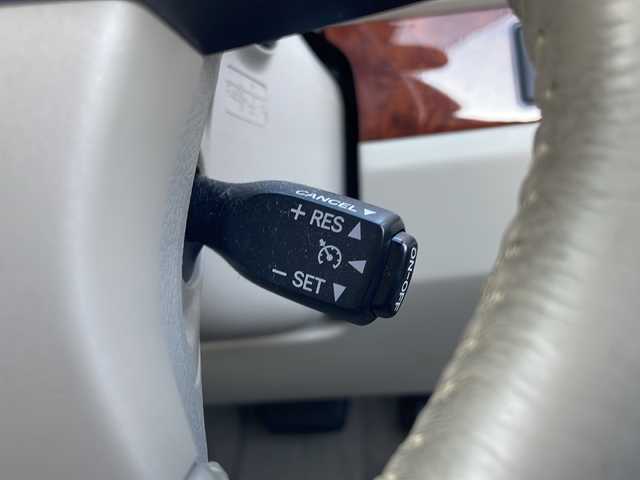 CANCEL
+ RES
- SET
ON-OFF